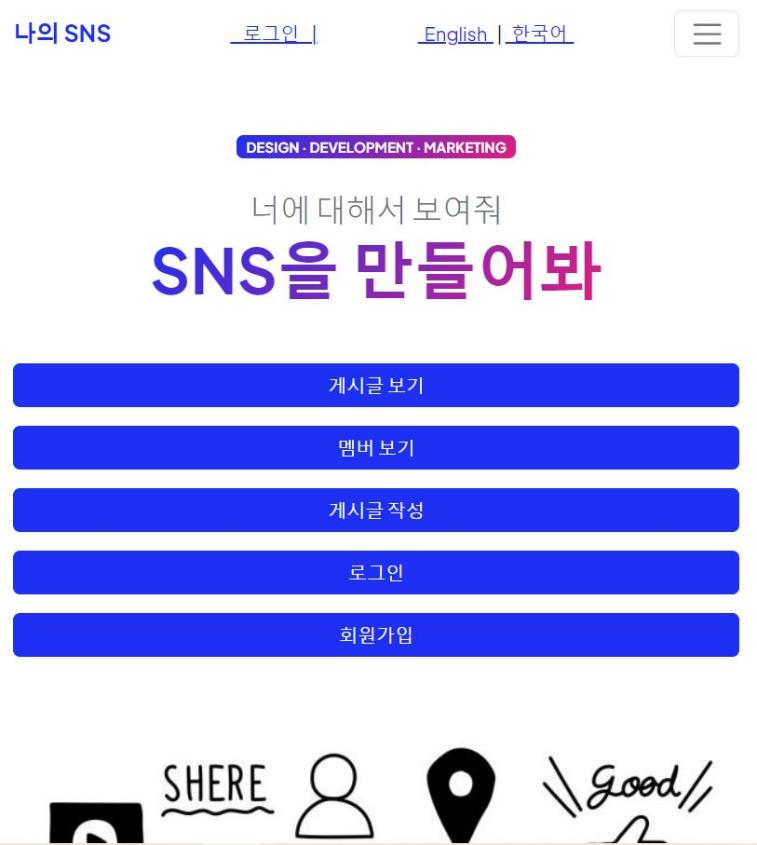 나의 SNS 로그인 | English | 한국어
DESIGN · DEVELOPMENT · MARKETING
너에 대해서 보여줘
SNS을 만들어봐
게시글 보기
멤버 보기
게시글 작성
로그인
회원가입
SHERE Good